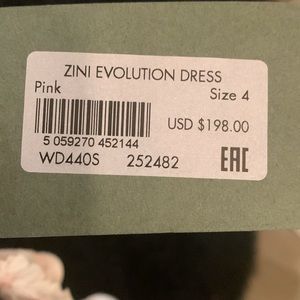 ZINI EVOLUTION DRESS
Pink Size 4
USD $198.00
5 059270 452144
WD440S 252482 EAC